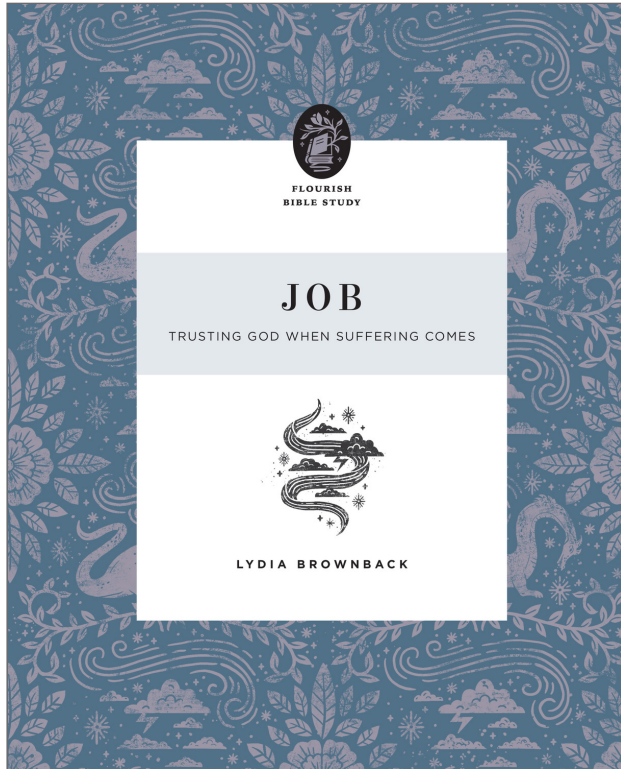 FLOURISH
BIBLE STUDY
JOB
TRUSTING GOD WHEN SUFFERING COMES
LYDIA BROWNBACK